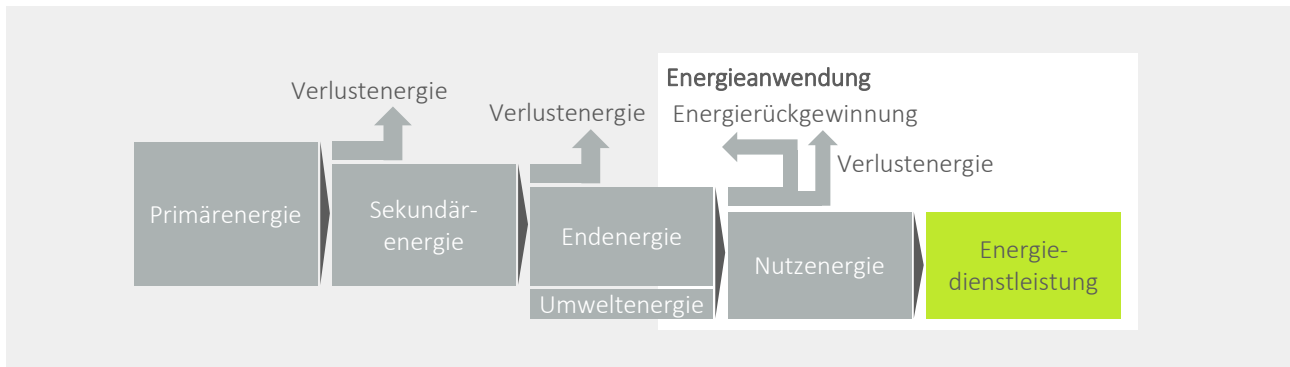 Energieanwendung
Verlustenergie
Verlustenergie
Energierückgewinnung
Verlustenergie
Primärenergie
Sekundär-
energie
Endenergie
Umweltenergie
Nutzenergie
Energie-
dienstleistung